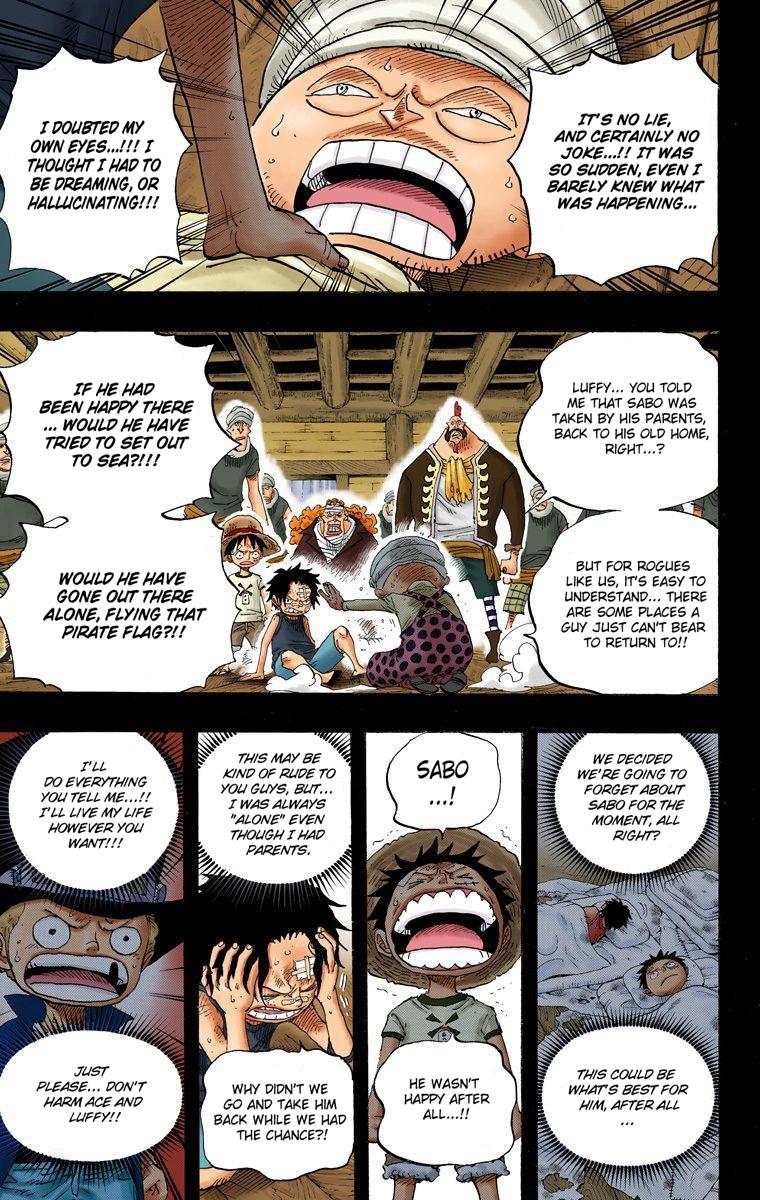 IT'S NO LIE,
AND CERTAINLY NO
JOKE...!! IT WAS
SO SUDDEN, EVEN I
BARELY KNEW WHAT
WAS HAPPENING...
I DOUBTED MY
OWN EYES...!!! I
THOUGHT I HAD TO
BE DREAMING, OR
HALLUCINATING!!!
LUFFY... YOU TOLD
ME THAT SABO WAS
TAKEN BY HIS PARENTS,
BACK TO HIS OLD HOME,
RIGHT...?
BUT FOR ROGUES
LIKE US, IT'S EASY TO
UNDERSTAND... THERE
ARE SOME PLACES A
GUY JUST CAN'T BEAR
TO RETURN TO!!
IF HE HAD
BEEN HAPPY THERE
... WOULD HE HAVE
TRIED TO SET OUT
TO SEA?!!!
WOULD HE HAVE
GONE OUT THERE
ALONE, FLYING THAT
PIRATE FLAG?!!
WE DECIDED
WE'RE GOING TO
FORGET ABOUT
SABO FOR THE
MOMENT, ALL
RIGHT?
THIS COULD BE
WHAT'S BEST FOR
HIM, AFTER ALL
...
SABO
...!
HE WASN'T
HAPPY AFTER
ALL...!!
THIS MAY BE
KIND OF RUDE TO
YOU GUYS, BUT...
I WAS ALWAYS
"ALONE" EVEN
THOUGH I HAD
PARENTS.
WHY DIDN'T WE
GO AND TAKE HIM
BACK WHILE WE HAD
THE CHANCE?!
I'LL
DO EVERYTHING
YOU TELL ME...!!
I'LL LIVE MY LIFE
HOWEVER YOU
WANT!!!
JUST
PLEASE... DON'T
HARM ACE AND
LUFFY!!